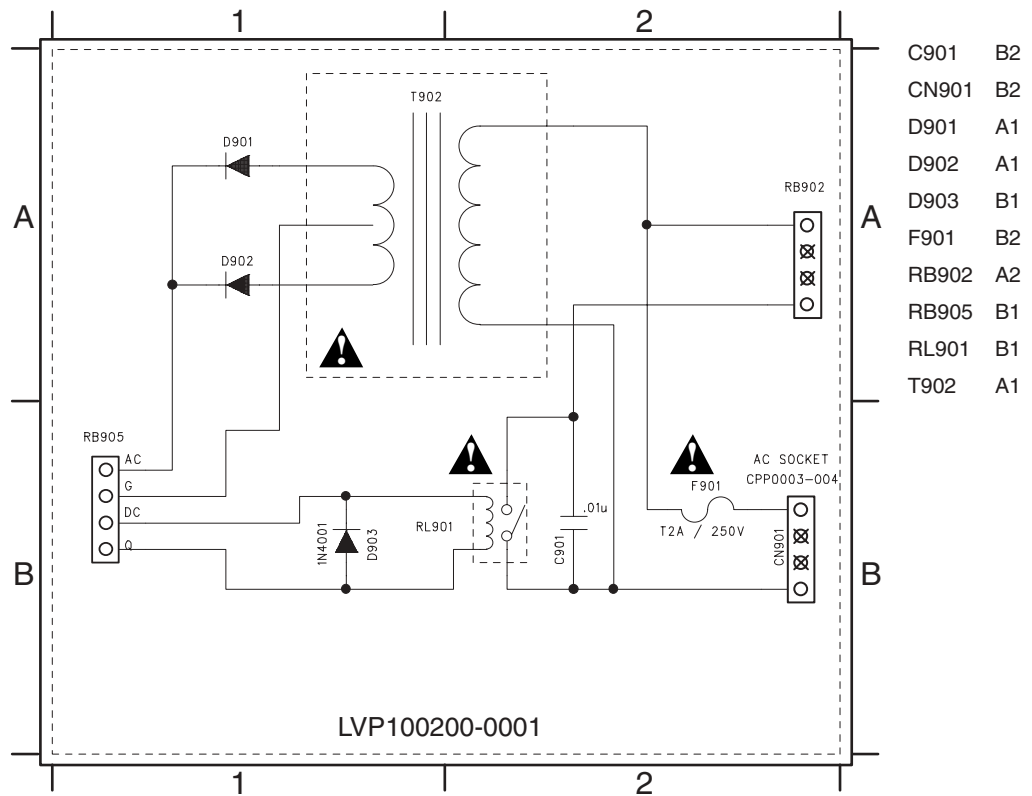 1 2
C901 B2
CN901 B2
D901 A1
D902 A1
D903 B1
F901 B2
RB902 A2
RB905 B1
RL901 B1
T902 A1
T902
D901
RB902
A A
D902
RB905
AC
G
DC
Q
AC SOCKET
CPP0003-004
F901
T2A / 250V
.01u
RL901
1N4001
D903
C901
CN901
B B
LVP100200-0001
1 2